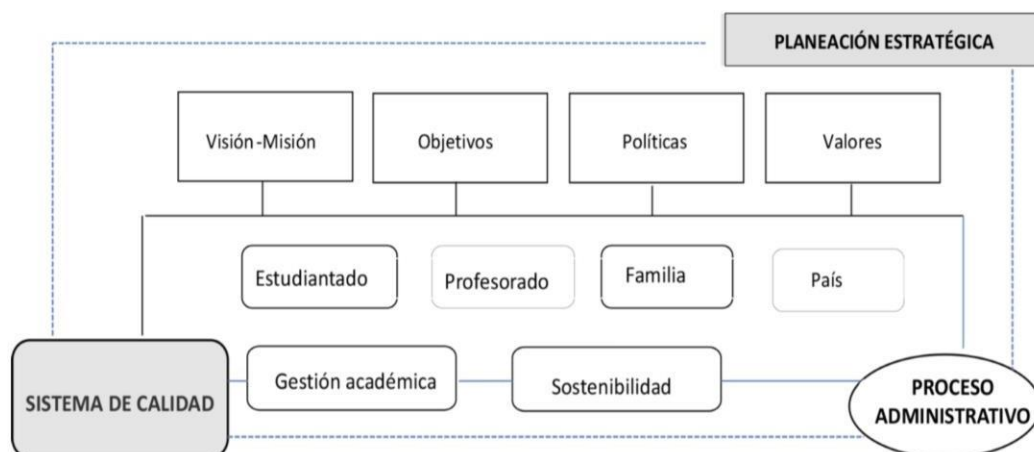 PLANEACIÓN ESTRATÉGICA
Visión -Misión
Objetivos
Políticas
Valores
Estudiantado
Profesorado
Familia
País
Gestión académica
Sostenibilidad
SISTEMA DE CALIDAD
PROCESO
ADMINISTRATIVO